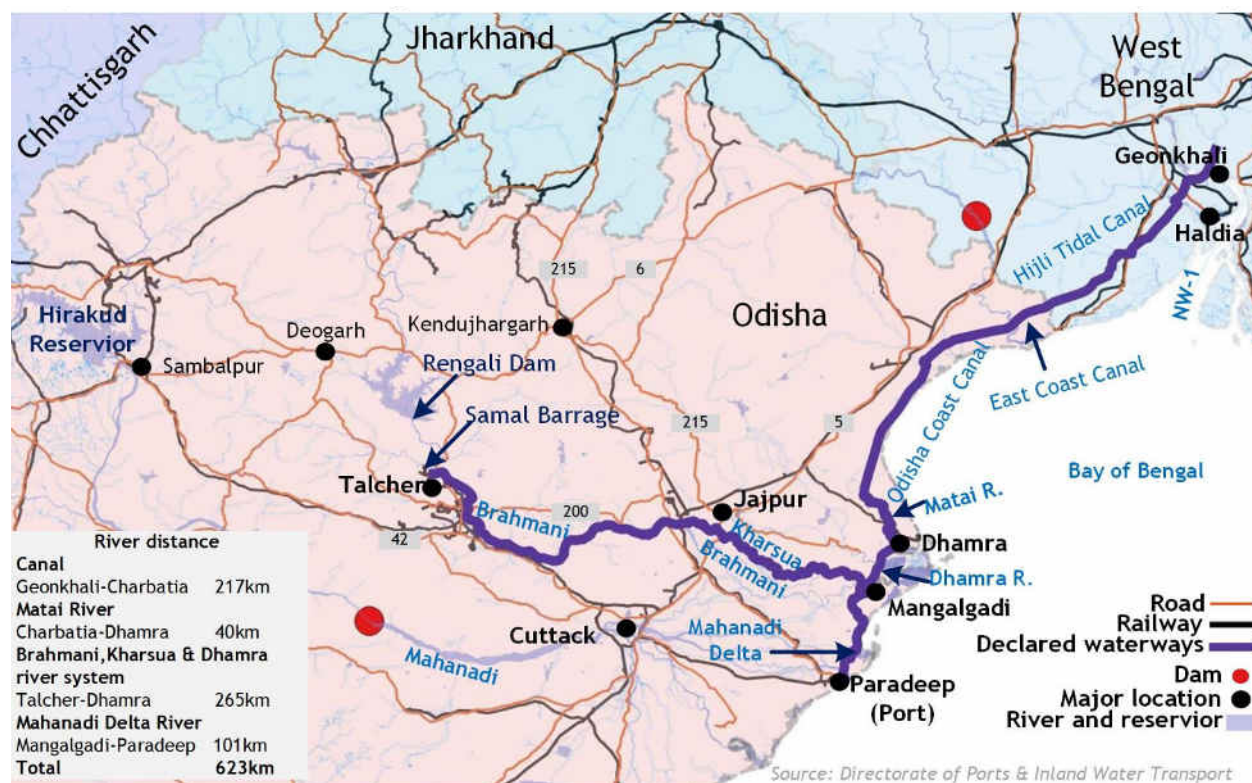 Chhattisgarh
Jharkhand
West
Bengal
Geonkhali
Haldia
Hijli Tidal Canal
NW-1
215
6
Odisha
Hirakud
Reservior
Deogarh
Kendujhargarh
Sambalpur
Rengali Dam
Samal Barrage
215
5
Odisha Coast Canal
East Coast Canal
Bay of Bengal
Talcher
Brahmani
200
42
Jajpur
Kharsua
Brahmani
Matai R.
Dhamra
Dhamra R.
Mangalgadi
Cuttack
Mahanadi
Mahanadi
Delta
Paradeep
(Port)
River distance
Canal
Geonkhali-Charbatia 217km
Matai River
Charbatia-Dhamra 40km
Brahmani,Kharsua & Dhamra
river system
Talcher-Dhamra 265km
Mahanadi Delta River
Mangalgadi-Paradeep 101km
Total 623km
Road
Railway
Declared waterways
Dam
Major location
River and reservior
Source: Directorate of Ports & Inland Water Transport